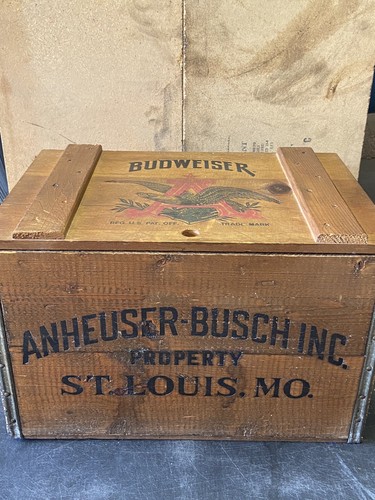 BUDWEISER
REG. U.S. PAT. OFF. TRADE MARK
ANHEUSER-BUSCH INC.
PROPERTY
ST. LOUIS. MO.